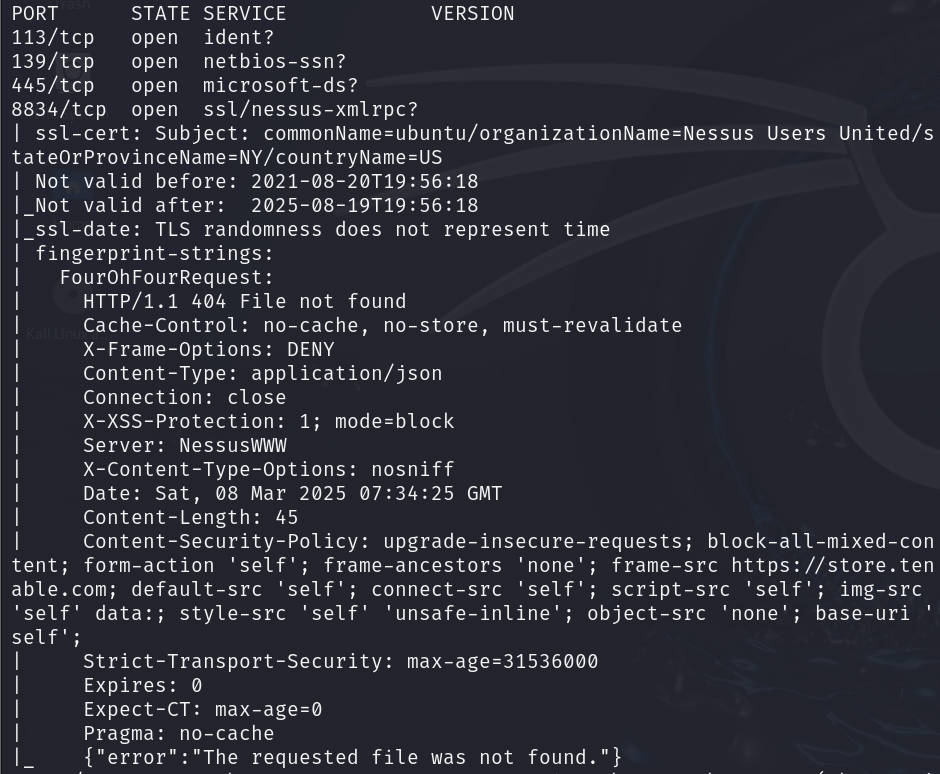 PORT      STATE SERVICE            VERSION
113/tcp   open  ident?
139/tcp   open  netbios-ssn?
445/tcp   open  microsoft-ds?
8834/tcp  open  ssl/nessus-xmlrpc?
| ssl-cert: Subject: commonName=ubuntu/organizationName=Nessus Users United/s
tateOrProvinceName=NY/countryName=US
| Not valid before: 2021-08-20T19:56:18
|_Not valid after:  2025-08-19T19:56:18
|_ssl-date: TLS randomness does not represent time
| fingerprint-strings:
|   FourOhFourRequest:
|     HTTP/1.1 404 File not found
|     Cache-Control: no-cache, no-store, must-revalidate
|     X-Frame-Options: DENY
|     Content-Type: application/json
|     Connection: close
|     X-XSS-Protection: 1; mode=block
|     Server: NessusWWW
|     X-Content-Type-Options: nosniff
|     Date: Sat, 08 Mar 2025 07:34:25 GMT
|     Content-Length: 45
|     Content-Security-Policy: upgrade-insecure-requests; block-all-mixed-con
tent; form-action 'self'; frame-ancestors 'none'; frame-src https://store.ten
able.com; default-src 'self'; connect-src 'self'; script-src 'self'; img-src
'self' data:; style-src 'self' 'unsafe-inline'; object-src 'none'; base-uri '
self';
|     Strict-Transport-Security: max-age=31536000
|     Expires: 0
|     Expect-CT: max-age=0
|     Pragma: no-cache
|_    {"error":"The requested file was not found."}